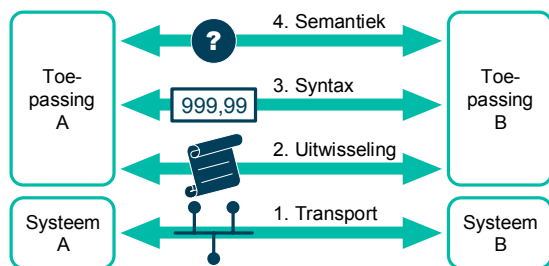 4. Semantiek
?
Toe-
passing
A
Toe-
passing
B
3. Syntax
999,99
2. Uitwisseling
1. Transport
Systeem
A
Systeem
B